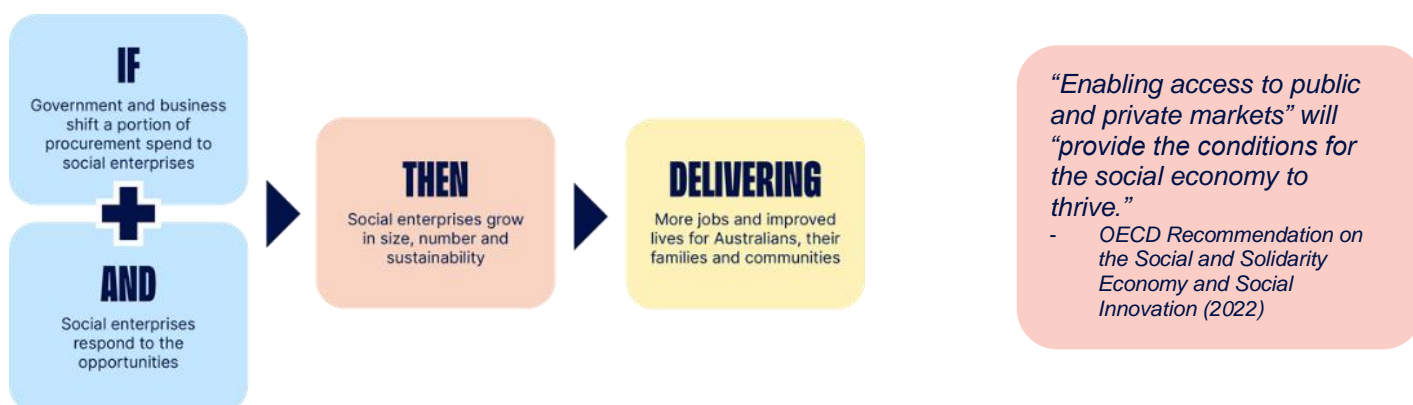 IF
Government and business
shift a portion of
procurement spend to
social enterprises
AND
Social enterprises
respond to the
opportunities
THEN
Social enterprises grow
in size, number and
sustainability
DELIVERING
More jobs and improved
lives for Australians, their
families and communities
“Enabling access to public
and private markets” will
“provide the conditions for
the social economy to
thrive.”
- OECD Recommendation on
the Social and Solidarity
Economy and Social
Innovation (2022)